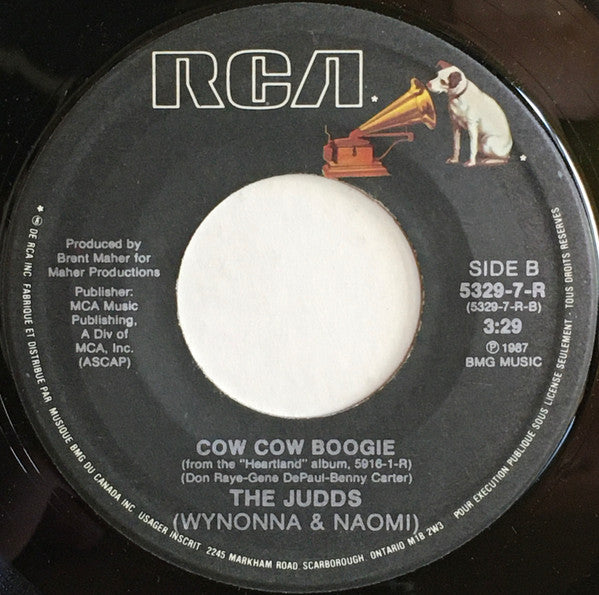 RCA
Produced by
Brent Maher for
Maher Productions
Publisher:
MCA Music
Publishing,
A Div of
MCA, Inc.
(ASCAP)
SIDE B
5329-7-R
(5329-7-R-B)
3:29
℗ 1987
BMG MUSIC
COW COW BOOGIE
(from the "Heartland" album, 5916-1-R)
(Don Raye-Gene DePaul-Benny Carter)
THE JUDDS
(WYNONNA & NAOMI)
* ® DE RCA INC FABRIQUE ET DISTRIBUE PAR MUSIQUE BMG DU CANADA INC USAGER INSCRIT 2245 MARKHAM ROAD, SCARBOROUGH, ONTARIO M1B 2W3 POUR EXECUTION PUBLIQUE SOUS LICENSE SEULEMENT - TOUS DROITS RESERVES